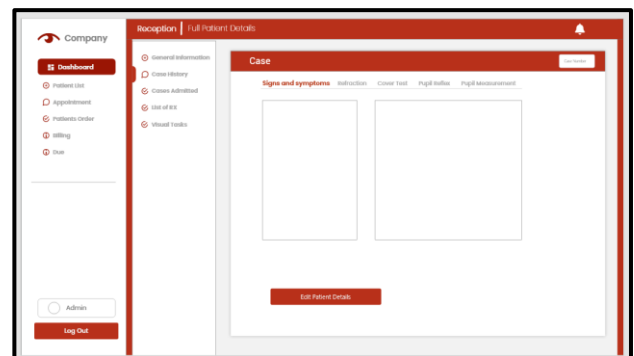 Company
Dashboard
Patient List
Appointment
Patients Order
Billing
Due
Admin
Log Out
Reception | Full Patient Details
General Information
Case History
Cases Admitted
List of RX
Visual Tasks
Case
Signs and symptoms Refraction Cover Test Pupil Reflex Pupil Measurement
Edit Patient Details